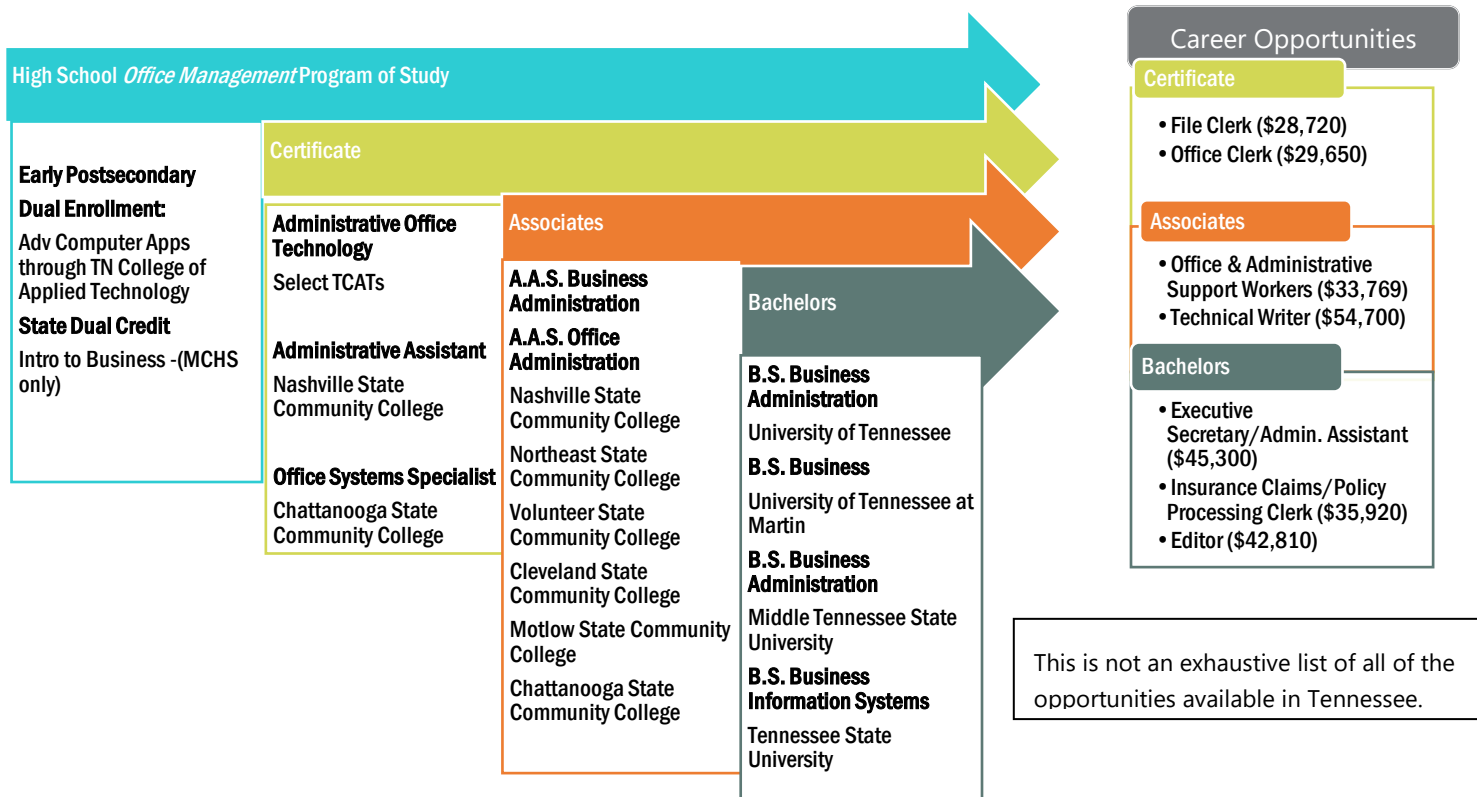 High School Office Management Program of Study
Early Postsecondary
Dual Enrollment:
Adv Computer Apps
through TN College of
Applied Technology
State Dual Credit
Intro to Business -(MCHS
only)
Certificate
Administrative Office
Technology
Select TCATs
Administrative Assistant
Nashville State
Community College
Office Systems Specialist
Chattanooga State
Community College
Associates
A.A.S. Business
Administration
A.A.S. Office
Administration
Nashville State
Community College
Northeast State
Community College
Volunteer State
Community College
Cleveland State
Community College
Motlow State Community
College
Chattanooga State
Community College
Bachelors
B.S. Business
Administration
University of Tennessee
B.S. Business
University of Tennessee at
Martin
B.S. Business
Administration
Middle Tennessee State
University
B.S. Business
Information Systems
Tennessee State
University
Career Opportunities
Certificate
• File Clerk ($28,720)
• Office Clerk ($29,650)
Associates
• Office & Administrative
Support Workers ($33,769)
• Technical Writer ($54,700)
Bachelors
• Executive
Secretary/Admin. Assistant
($45,300)
• Insurance Claims/Policy
Processing Clerk ($35,920)
• Editor ($42,810)
This is not an exhaustive list of all of the
opportunities available in Tennessee.